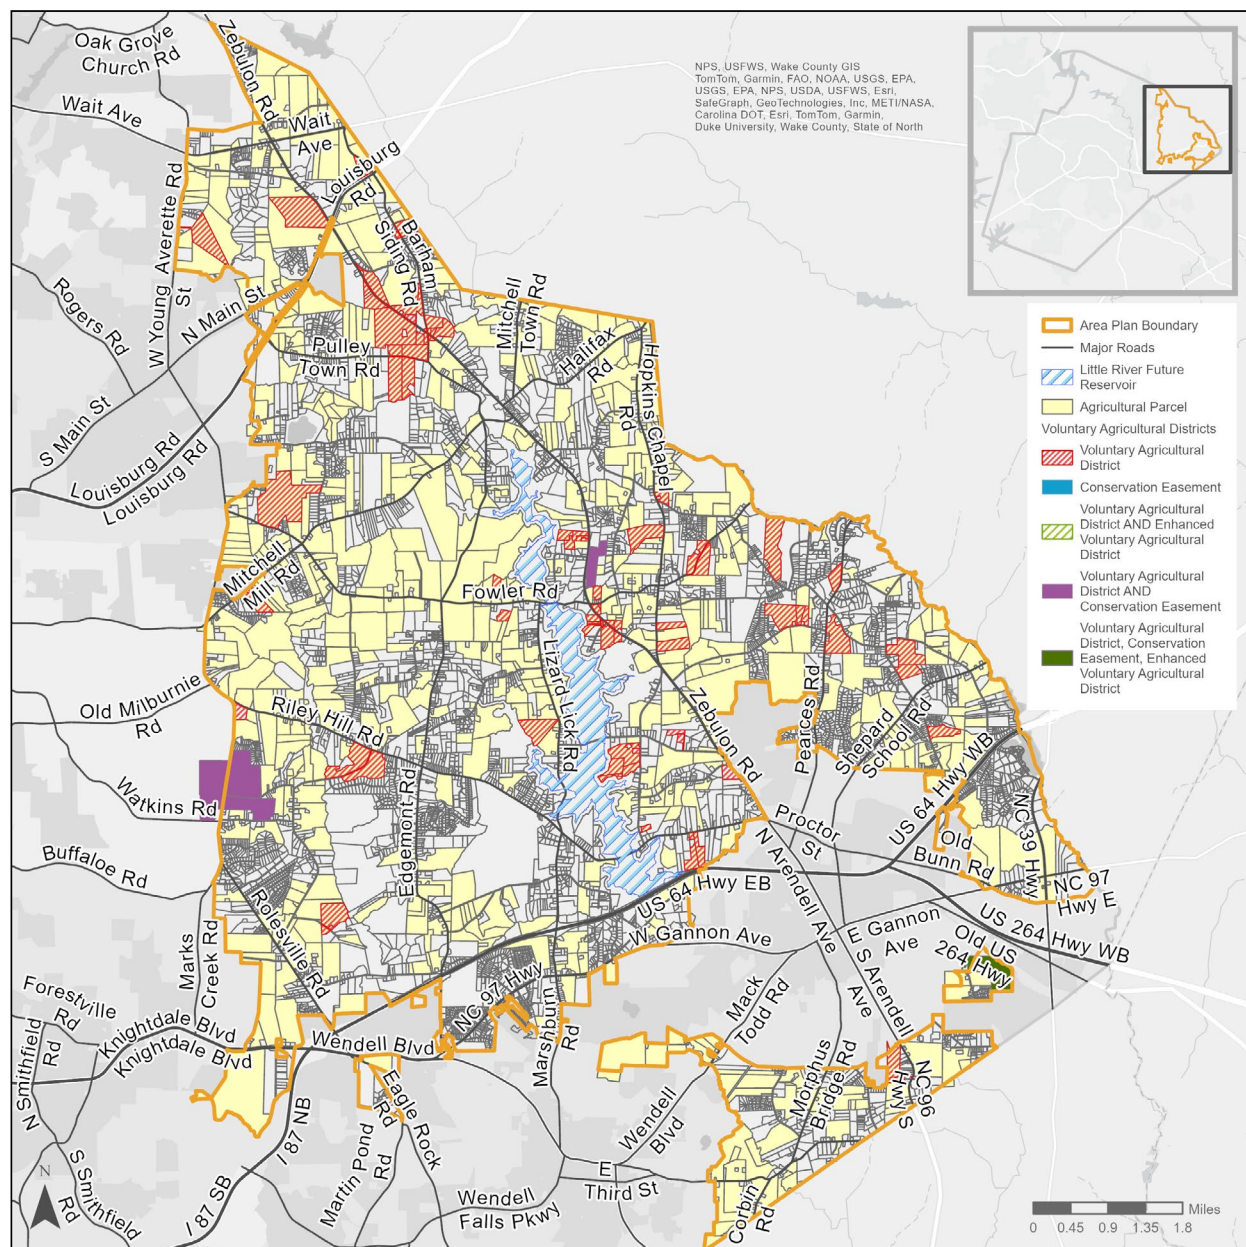 Oak Grove
Church Rd
Zebulon Rd
Wait Ave
Wait
Ave
Louisburg
Rd
W Young Averette Rd
St
N Main St
Rogers Rd
S Main St
Louisburg Rd
Louisburg Rd
Barham
Siding Rd
Pulley
Town Rd
Mitchell
Town Rd
Halifax
Rd
Hopkins Chapel
Rd
Mitchell
Mill Rd
Fowler Rd
Lizard Lick Rd
Old Milburnie
Rd
Riley Hill Rd
Zebulon Rd
Pearces Rd
Shepard
School Rd
US 64 Hwy WB
Watkins Rd
Edgemont Rd
Proctor
St
Old
Bunn Rd
NC 39 Hwy
NC 97
Hwy E
Buffaloe Rd
Rolesville Rd
US 64 Hwy EB
N Arendell Ave
W Gannon Ave
E Gannon
Ave
US 264 Hwy WB
Old US
264 Hwy
Marks
Creek Rd
NC 97 Hwy
Marshburn
Rd
Mack
Todd Rd
S Arendell
Ave
Forestville
Rd
Knightdale Blvd
Knightdale Blvd
Wendell Blvd
N Smithfield
Rd
Morphus
Bridge Rd
NC 96
Hwy S
I 87 NB
Eagle Rock
Rd
Martin Pond
Rd
Wendell
Blvd
E
Third St
S Smithfield
Rd
I 87 SB
Wendell
Falls Pkwy
Corbin
Rd
N
NPS, USFWS, Wake County GIS
TomTom, Garmin, FAO, NOAA, USGS, EPA,
USGS, EPA, NPS, USDA, USFWS, Esri,
SafeGraph, GeoTechnologies, Inc, METI/NASA,
Carolina DOT, Esri, TomTom, Garmin,
Duke University, Wake County, State of North
Area Plan Boundary
Major Roads
Little River Future
Reservoir
Agricultural Parcel
Voluntary Agricultural Districts
Voluntary Agricultural
District
Conservation Easement
Voluntary Agricultural
District AND Enhanced
Voluntary Agricultural
District
Voluntary Agricultural
District AND
Conservation Easement
Voluntary Agricultural
District, Conservation
Easement, Enhanced
Voluntary Agricultural
District
Miles
0 0.45 0.9 1.35 1.8